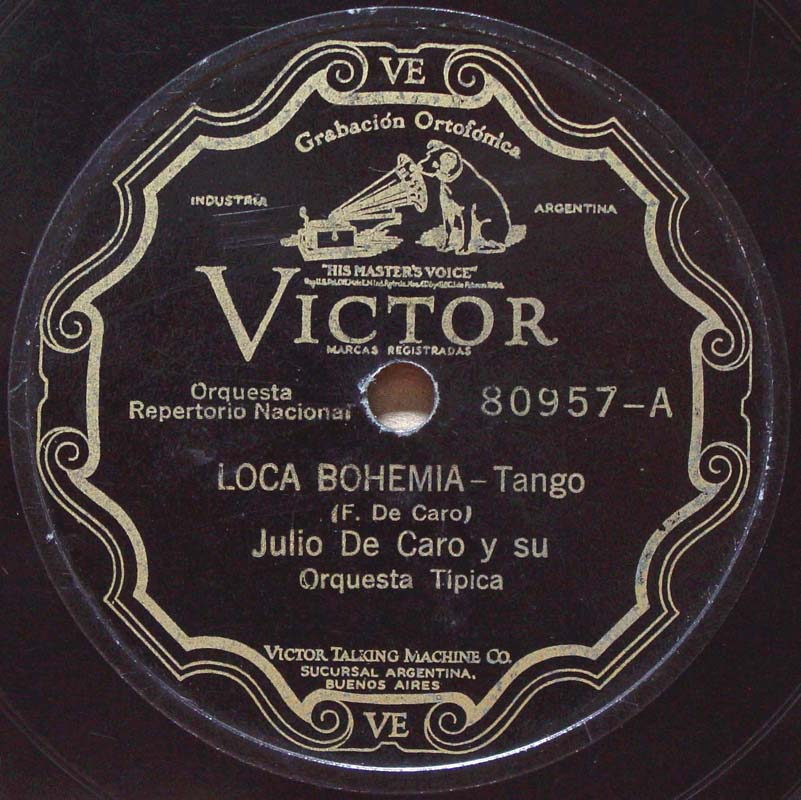 VE
Grabación Ortofónica
INDUSTRIA
ARGENTINA
"HIS MASTER'S VOICE"
VICTOR
MARCAS REGISTRADAS
Orquesta
Repertorio Nacional
80957-A
LOCA BOHEMIA - Tango
(F. De Caro)
Julio De Caro y su
Orquesta Típica
VICTOR TALKING MACHINE CO.
SUCURSAL ARGENTINA,
BUENOS AIRES
VE